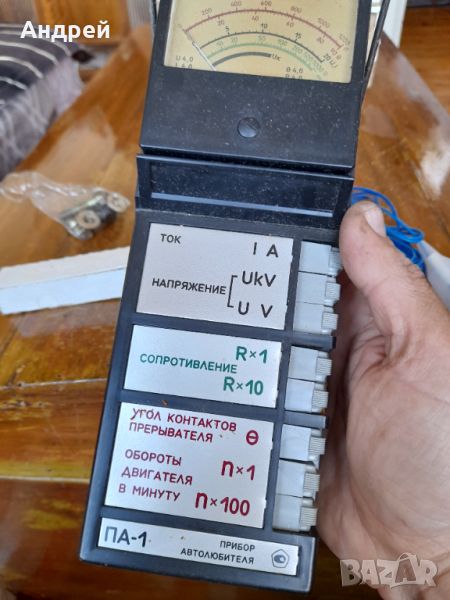 Андрей
ТОК I A
НАПРЯЖЕНИЕ UkV
U V
СОПРОТИВЛЕНИЕ R×1
R×10
УГОЛ КОНТАКТОВ
ПРЕРЫВАТЕЛЯ Θ
ОБОРОТЫ
ДВИГАТЕЛЯ n×1
В МИНУТУ n×100
ПА-1 ПРИБОР
АВТОЛЮБИТЕЛЯ
BAZAR